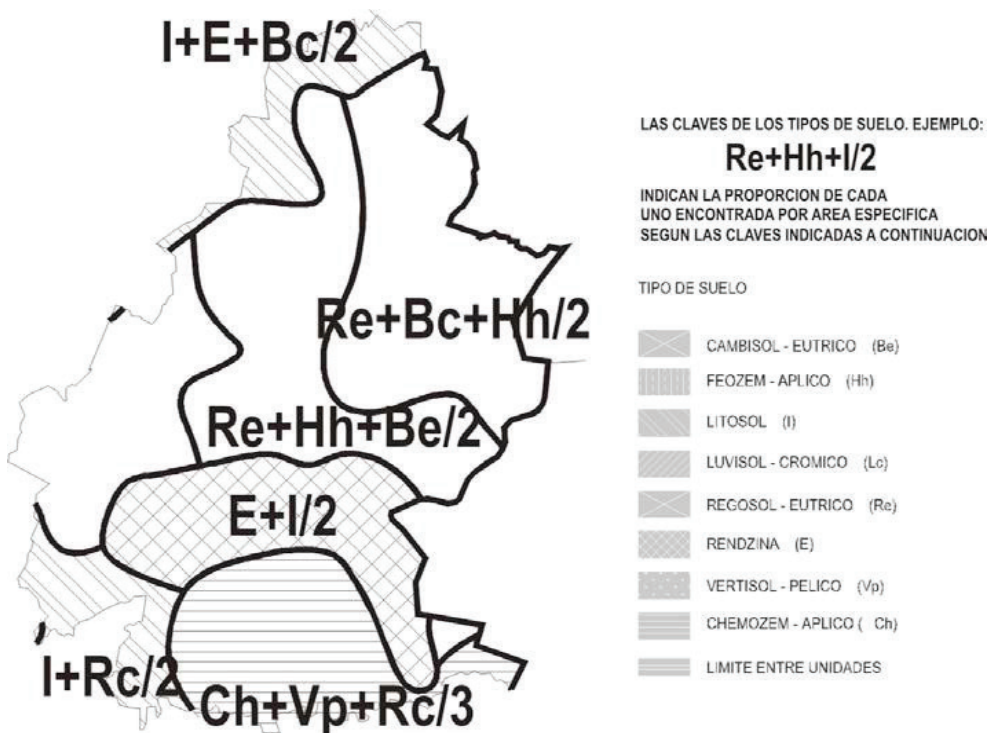 I+E+Bc/2
Re+Bc+Hh/2
Re+Hh+Be/2
E+I/2
I+Rc/2
Ch+Vp+Rc/3
LAS CLAVES DE LOS TIPOS DE SUELO. EJEMPLO:
Re+Hh+I/2
INDICAN LA PROPORCION DE CADA
UNO ENCONTRADA POR AREA ESPECIFICA
SEGUN LAS CLAVES INDICADAS A CONTINUACION
TIPO DE SUELO
CAMBISOL - EUTRICO (Be)
FEOZEM - APLICO (Hh)
LITOSOL (I)
LUVISOL - CROMICO (Lc)
REGOSOL - EUTRICO (Re)
RENDZINA (E)
VERTISOL - PELICO (Vp)
CHEMOZEM - APLICO ( Ch)
LIMITE ENTRE UNIDADES